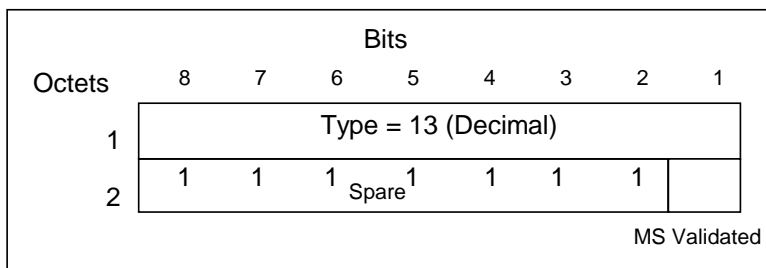 Bits
Octets 8 7 6 5 4 3 2 1
1 Type = 13 (Decimal)
2 1 1 1 1 1 1 1
Spare
MS Validated